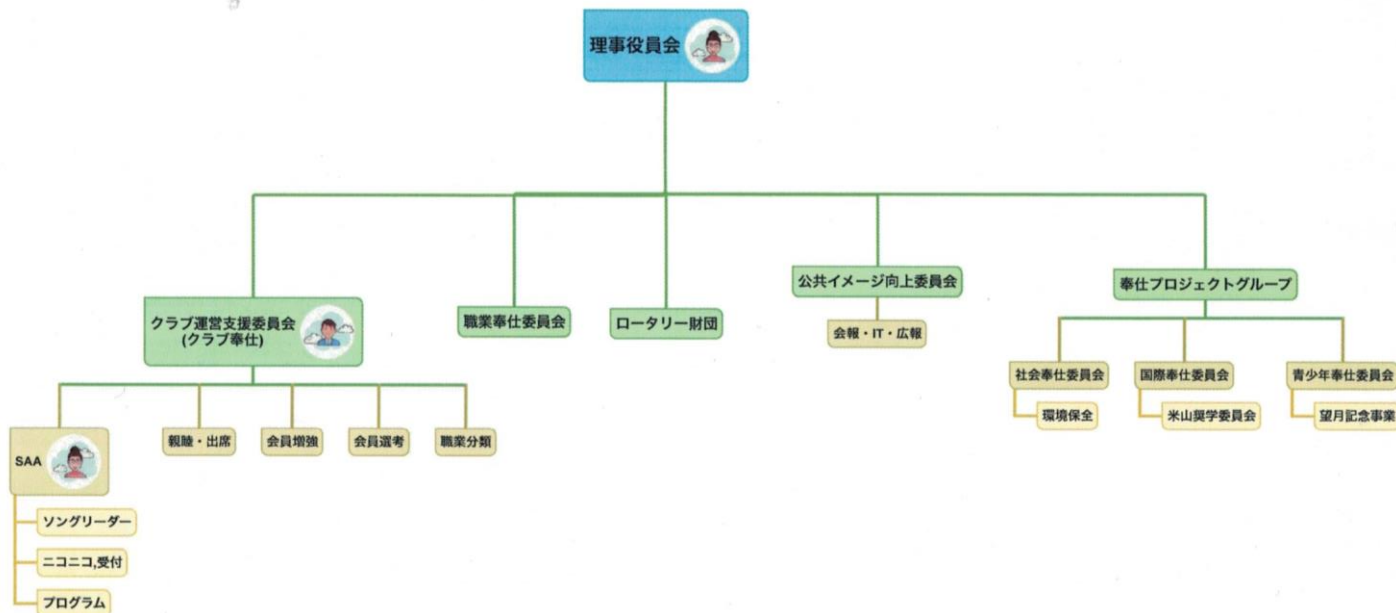 理事役員会
クラブ運営支援委員会
(クラブ奉仕)
職業奉仕委員会
ロータリー財団
公共イメージ向上委員会
奉仕プロジェクトグループ
会報・IT・広報
社会奉仕委員会
国際奉仕委員会
青少年奉仕委員会
環境保全
米山奨学委員会
望月記念事業
SAA
親睦・出席
会員増強
会員選考
職業分類
ソングリーダー
ニコニコ,受付
プログラム